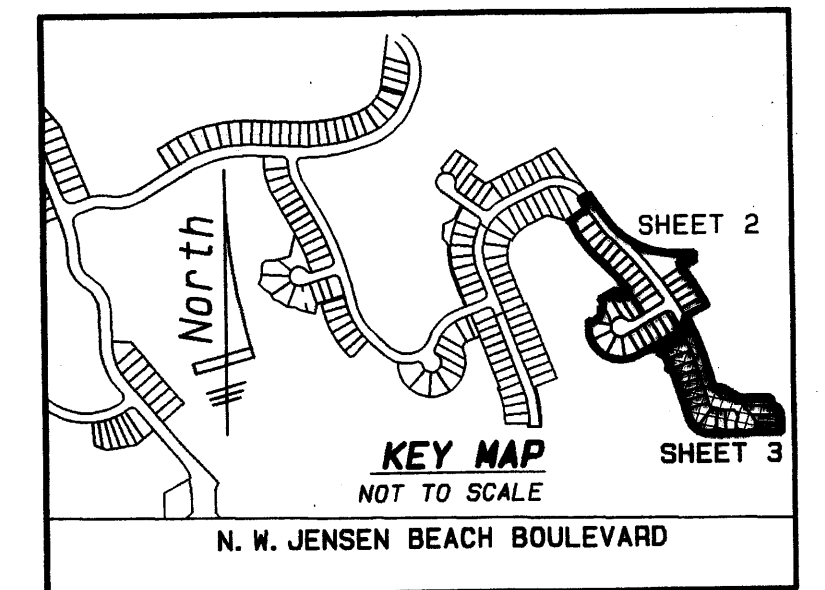 SHEET 2
North
KEY MAP
NOT TO SCALE
SHEET 3
N. W. JENSEN BEACH BOULEVARD